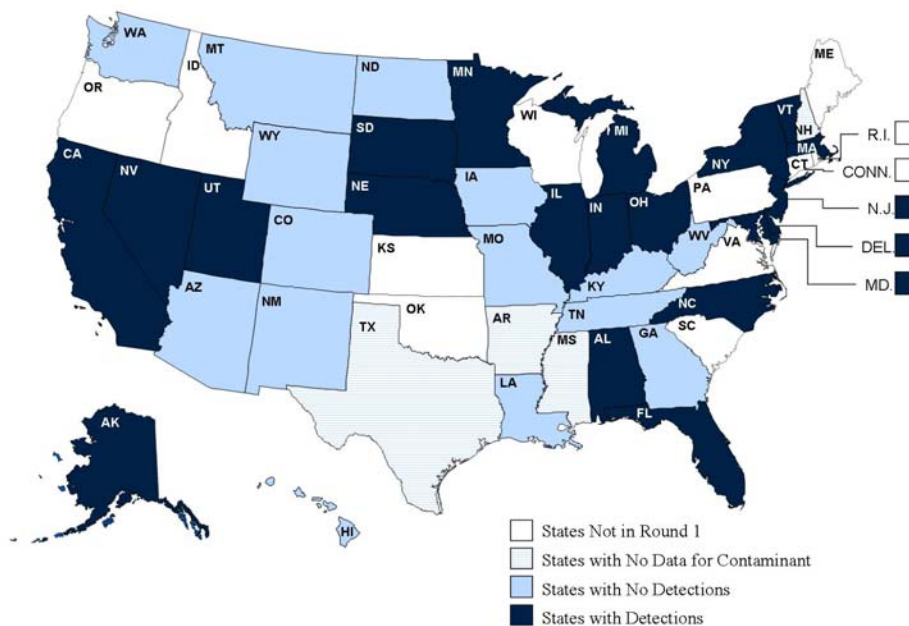 WA
MT
ND
MN
ME
ID
OR
VT
NH
WI
SD
MI
MA
R.I.
WY
NY
CT
CONN.
CA
NV
UT
NE
IA
IL
IN
OH
PA
N.J.
CO
MO
WV
VA
DEL.
KS
KY
MD.
AZ
NM
OK
TN
NC
TX
AR
MS
AL
GA
SC
LA
FL
AK
HI
States Not in Round 1
States with No Data for Contaminant
States with No Detections
States with Detections